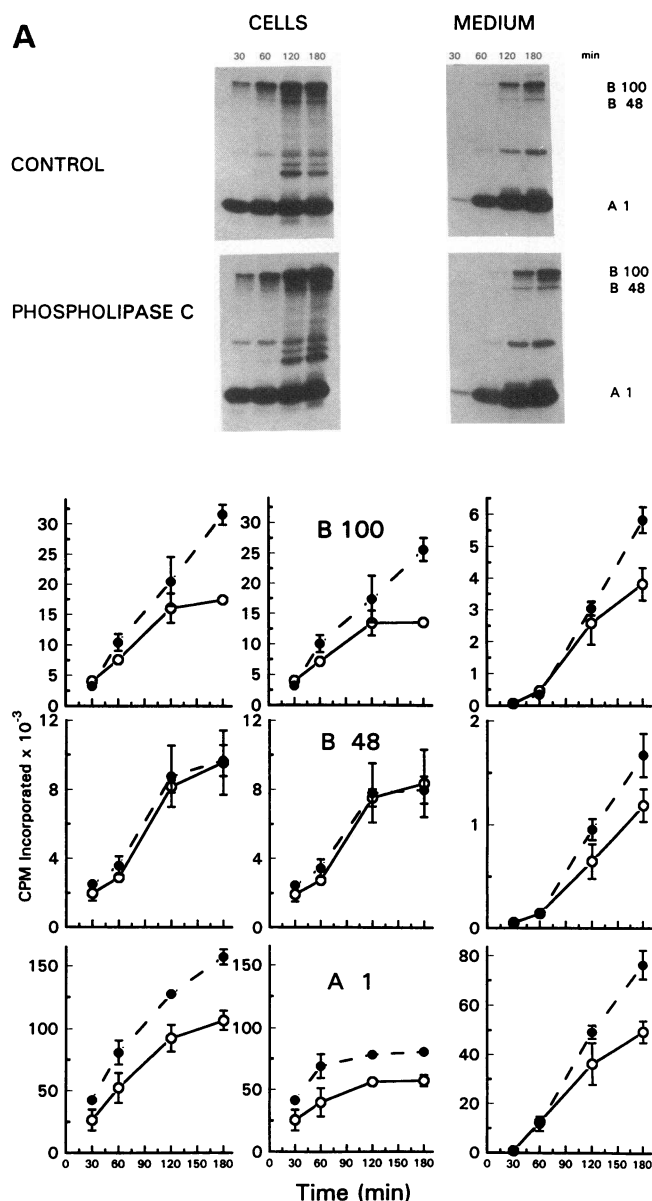 A
CELLS MEDIUM
30 60 120 180 30 60 120 180 min
B 100
B 48
CONTROL
A 1
B 100
B 48
PHOSPHOLIPASE C
A 1
CPM Incorporated x 10⁻³
30 25 20 15 10 5 0
B 100
30 25 20 15 10 5 0
6 5 4 3 2 1 0
12 8 4 0
B 48
12 8 4 0
2 1 0
150 100 50 0
A 1
150 100 50 0
80 60 40 20 0
0 30 60 90 120 150 180 0 30 60 90 120 150 180 0 30 60 90 120 150 180
Time (min)